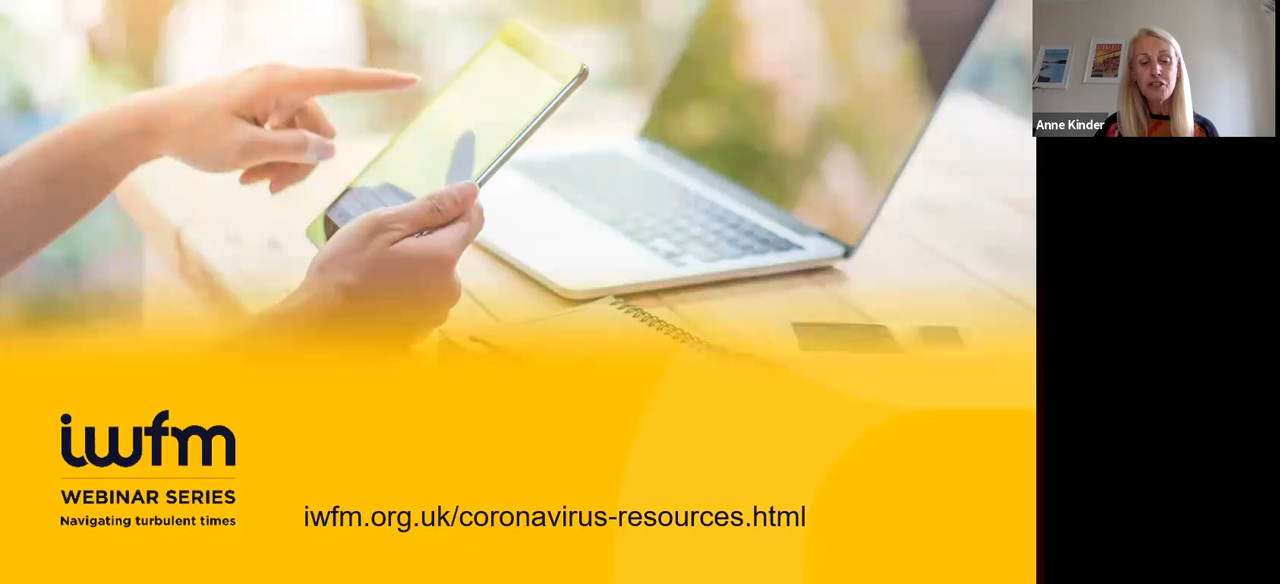 Anne Kinder
iwfm
WEBINAR SERIES
Navigating turbulent times
iwfm.org.uk/coronavirus-resources.html